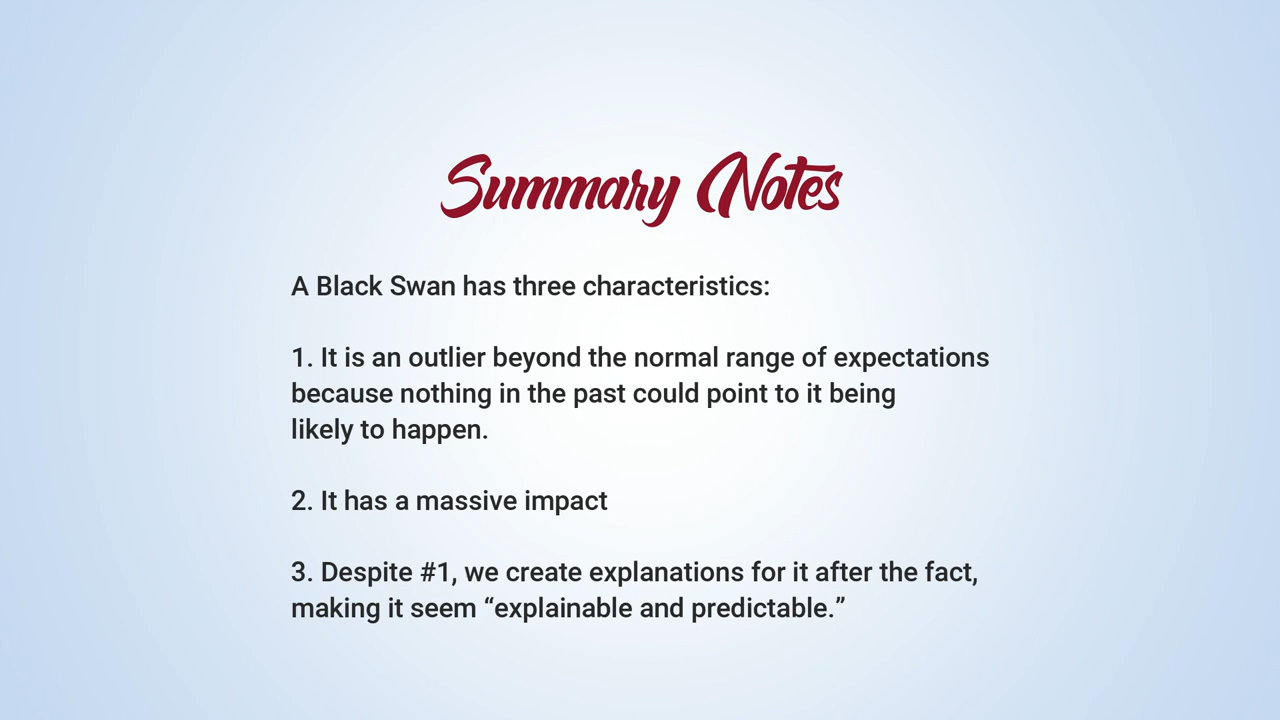 Summary Notes
A Black Swan has three characteristics:
1. It is an outlier beyond the normal range of expectations
because nothing in the past could point to it being
likely to happen.
2. It has a massive impact
3. Despite #1, we create explanations for it after the fact,
making it seem “explainable and predictable.”